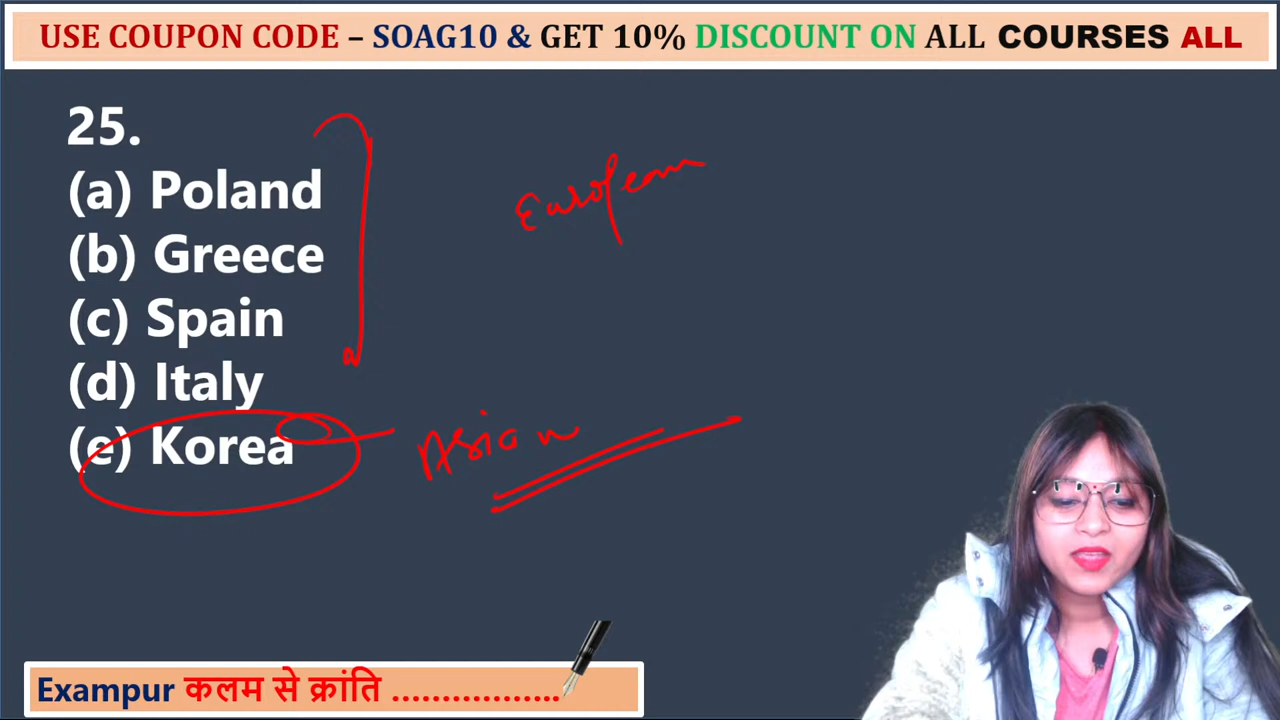 USE COUPON CODE – SOAG10 & GET 10% DISCOUNT ON ALL COURSES ALL
25.
(a) Poland
(b) Greece
(c) Spain
(d) Italy
(e) Korea
European
Asian
Exampur कलम से क्रांति ……………..